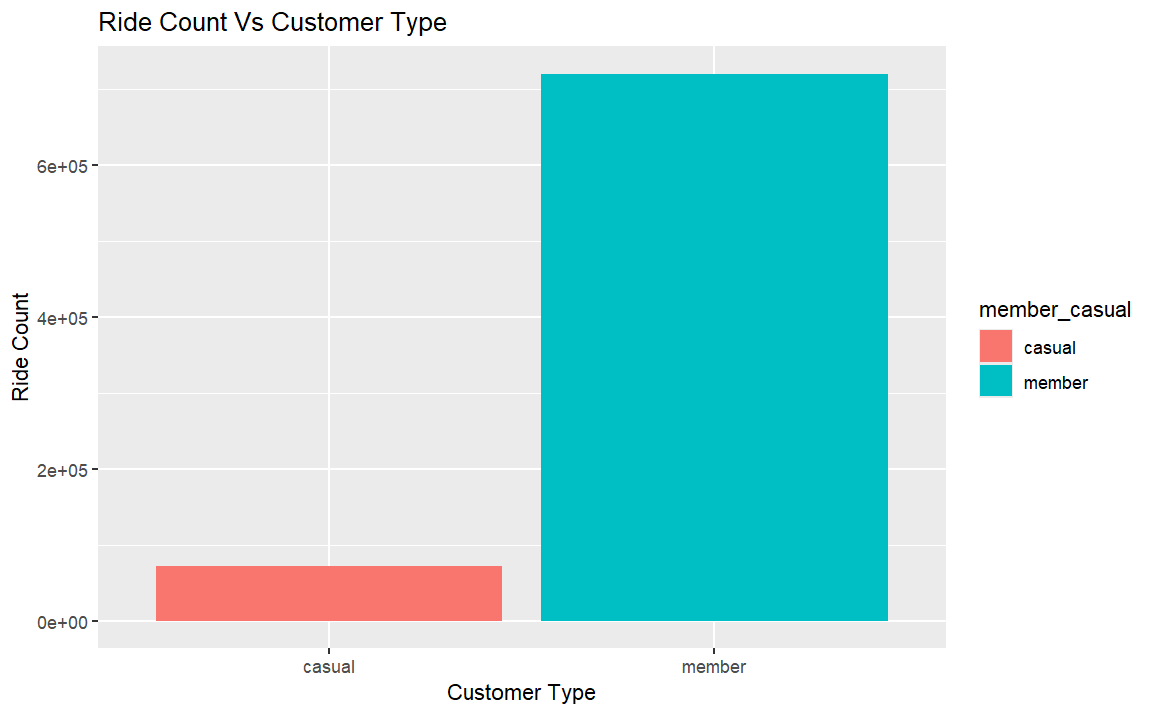 Ride Count Vs Customer Type
6e+05
4e+05
2e+05
0e+00
Ride Count
casual
member
Customer Type
member_casual
casual
member